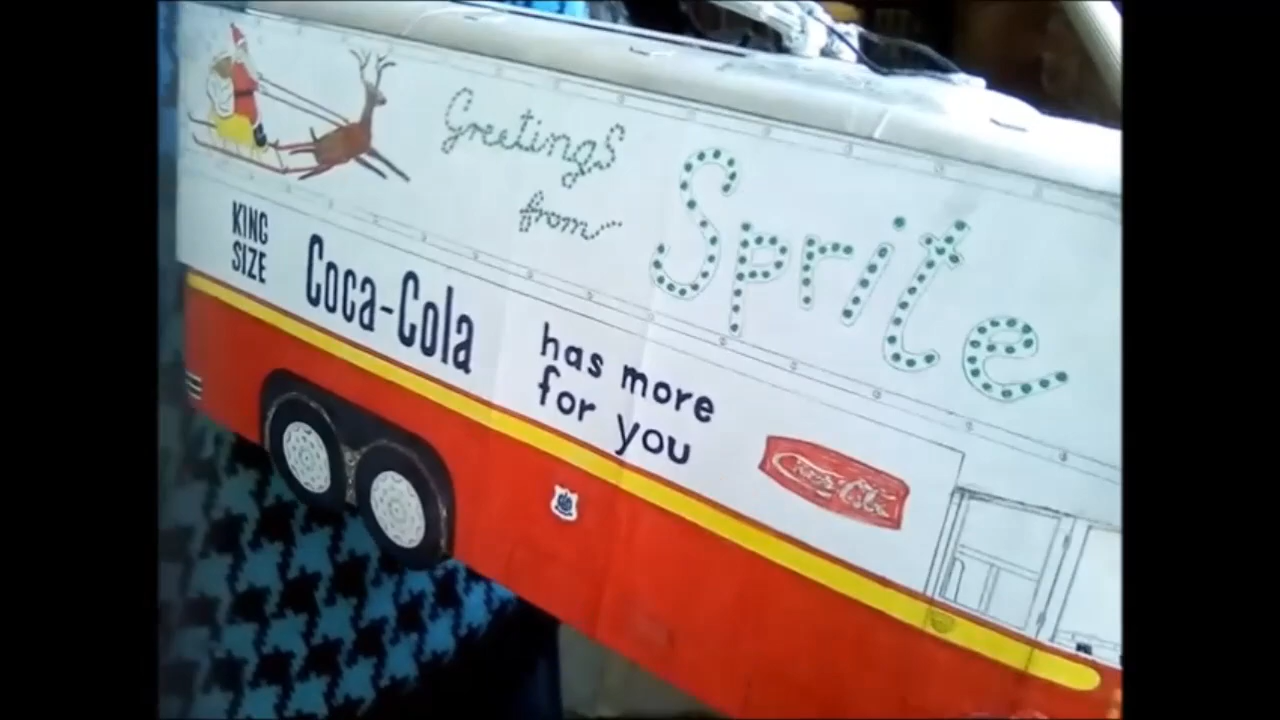 Greetings
from
Sprite
KING
SIZE
Coca-Cola
has more
for you
Coca-Cola